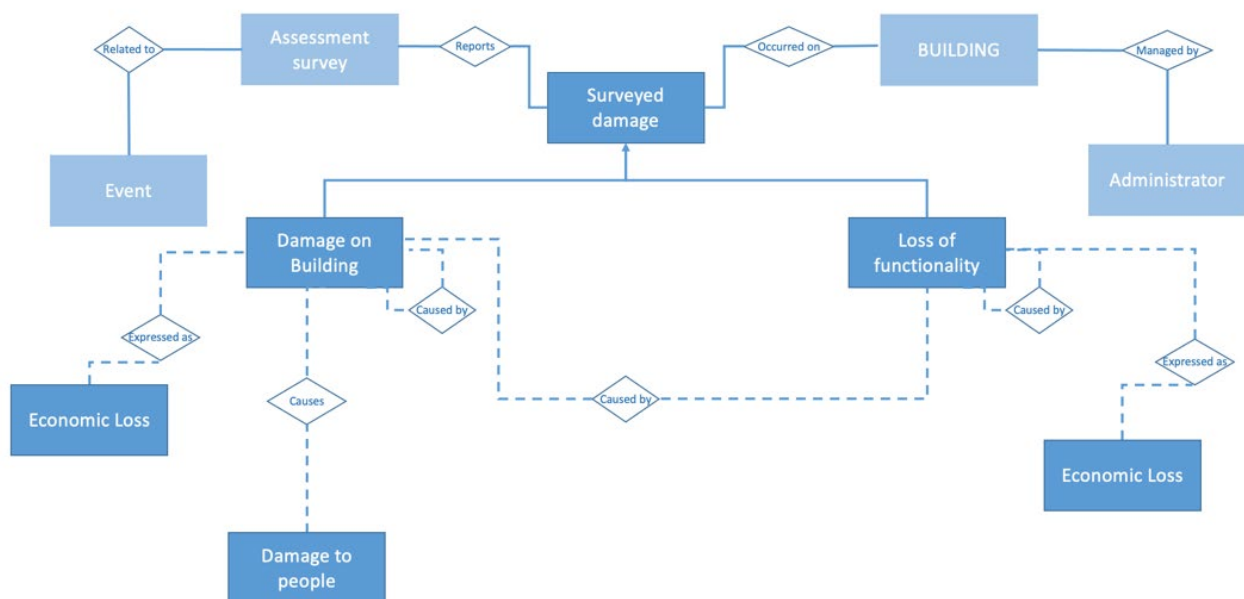 Related to
Assessment
survey
Reports
Occurred on
BUILDING
Managed by
Surveyed
damage
Event
Administrator
Damage on
Building
Loss of
functionality
Caused by
Caused by
Expressed as
Expressed as
Economic Loss
Causes
Caused by
Economic Loss
Damage to
people